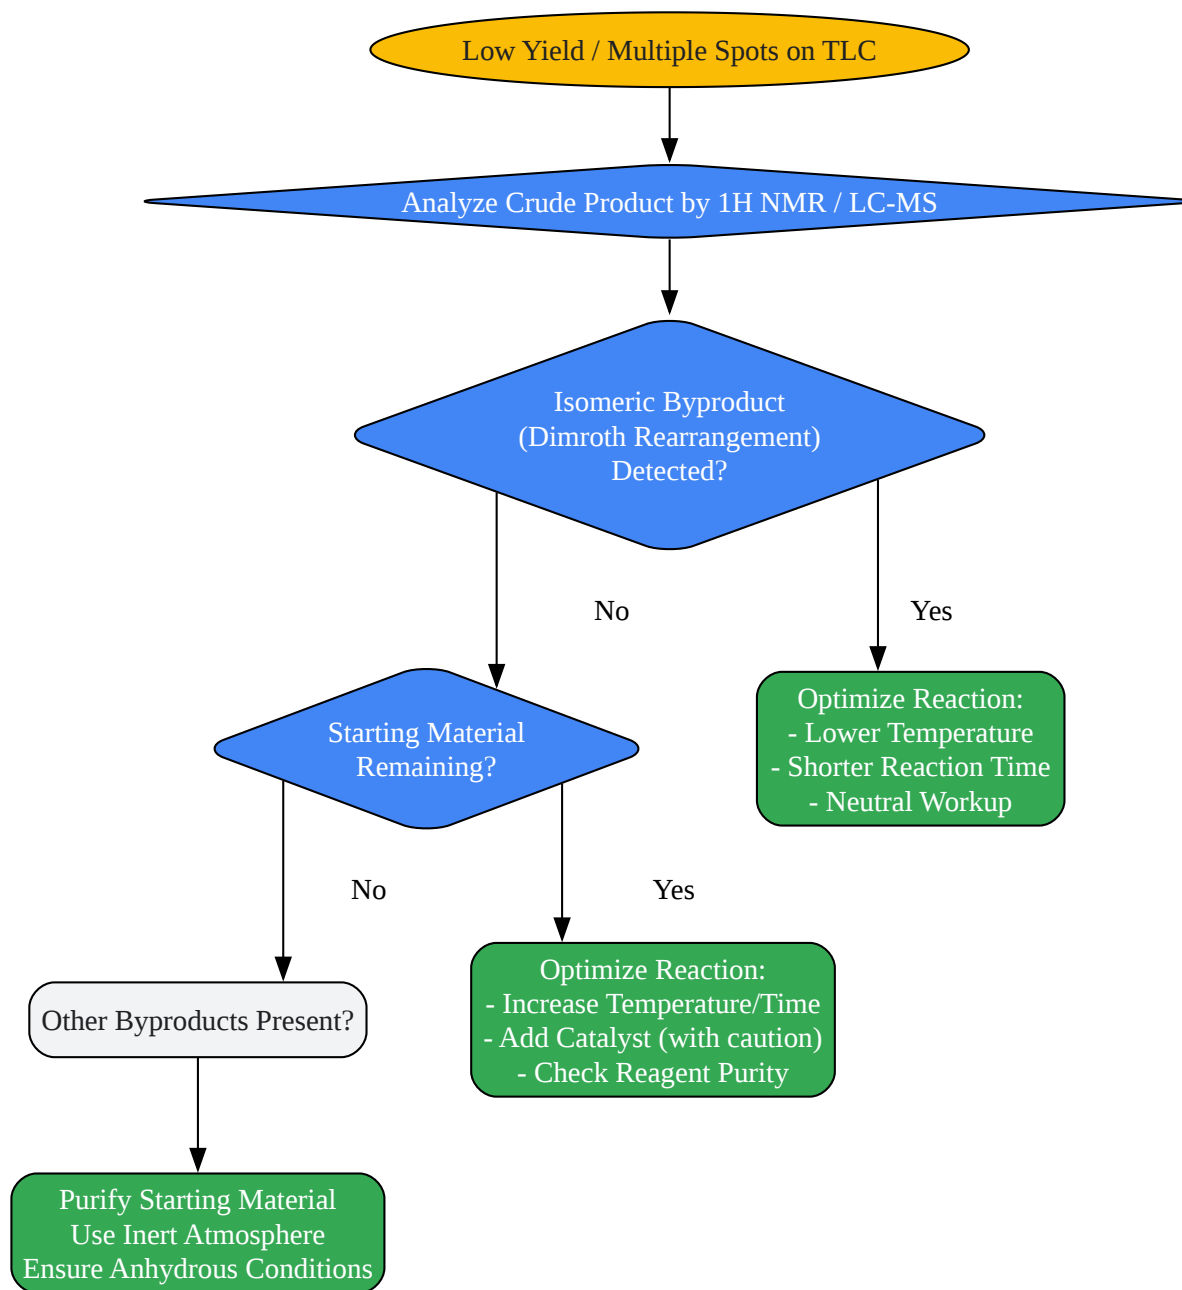 Low Yield / Multiple Spots on TLC
Analyze Crude Product by 1H NMR / LC-MS
Isomeric Byproduct
(Dimroth Rearrangement)
Detected?
No
Yes
Starting Material
Remaining?
Optimize Reaction:
- Lower Temperature
- Shorter Reaction Time
- Neutral Workup
No
Yes
Other Byproducts Present?
Optimize Reaction:
- Increase Temperature/Time
- Add Catalyst (with caution)
- Check Reagent Purity
Purify Starting Material
Use Inert Atmosphere
Ensure Anhydrous Conditions